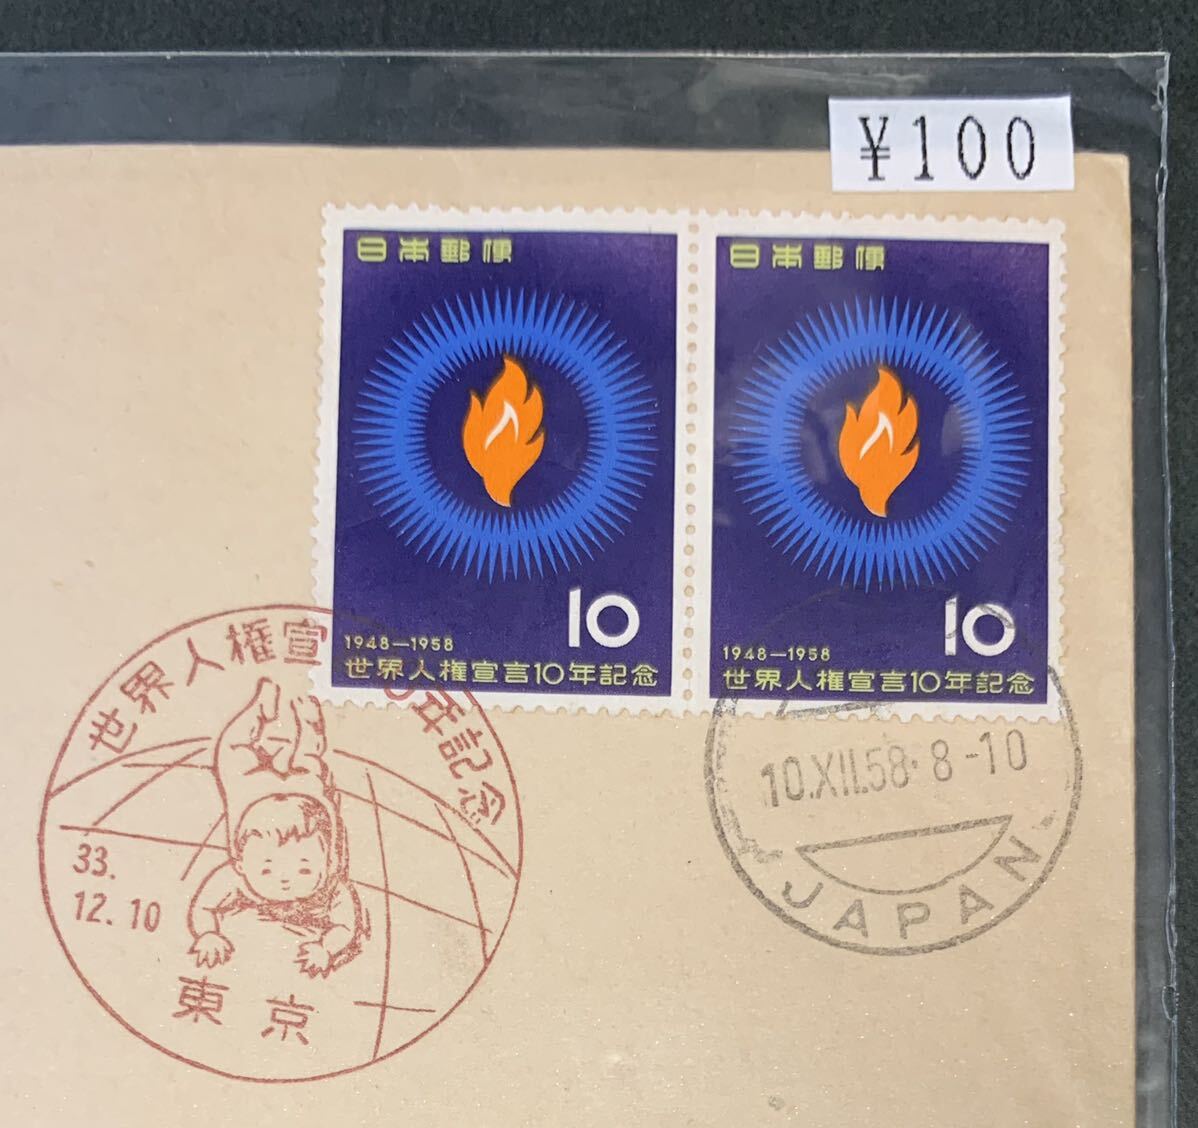 ¥100
日本郵便
10
1948—1958
世界人権宣言10年記念
日本郵便
10
1948—1958
世界人権宣言10年記念
世界人権宣 0年記念
33.
12.10
東京
10.XII.58.8-10
JAPAN